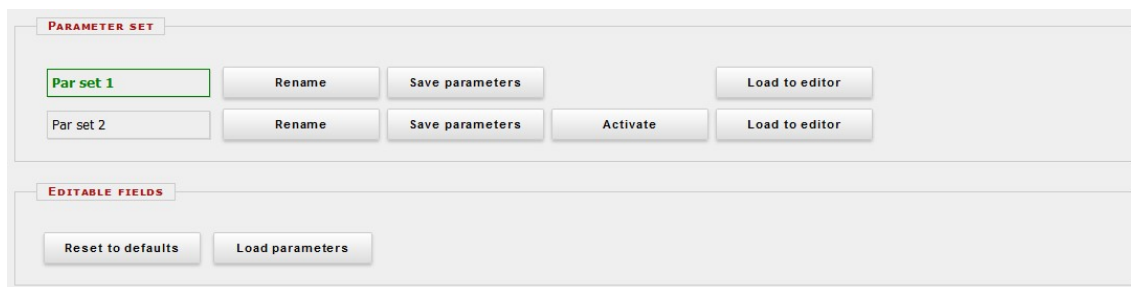 PARAMETER SET
Par set 1 Rename Save parameters Load to editor
Par set 2 Rename Save parameters Activate Load to editor
EDITABLE FIELDS
Reset to defaults Load parameters